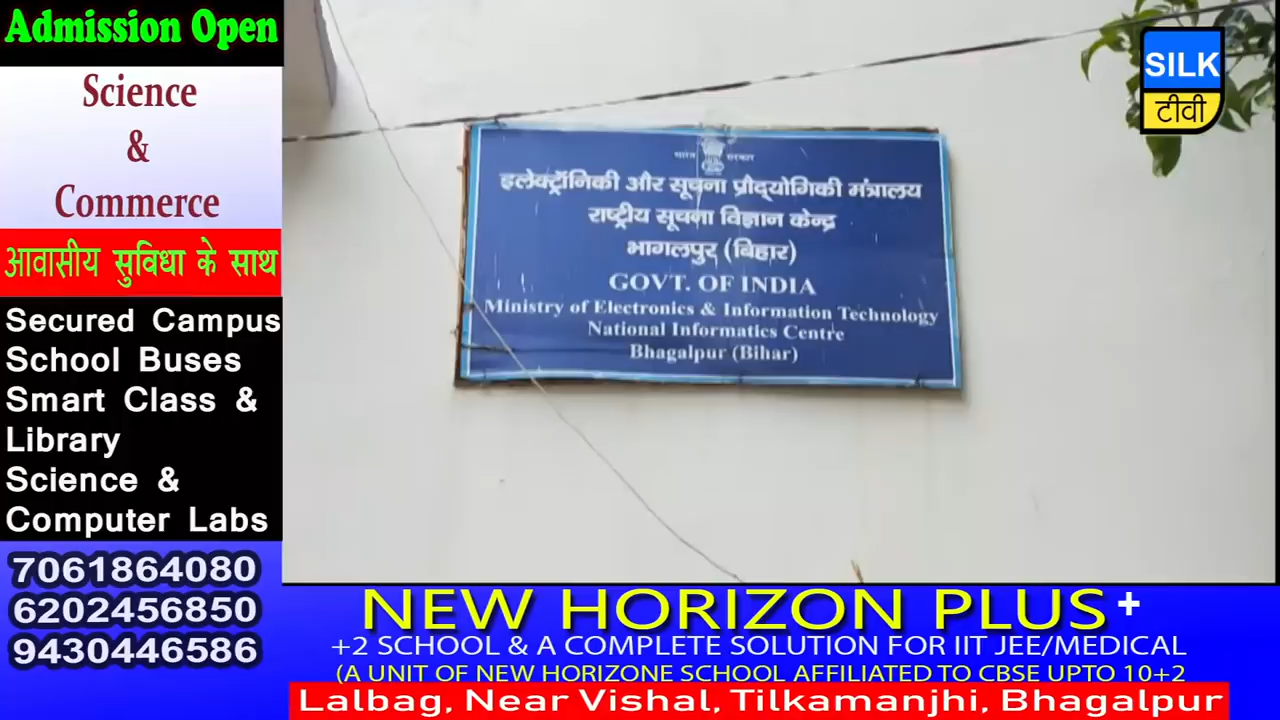 Admission Open
Science
&
Commerce
आवासीय सुविधा के साथ
Secured Campus
School Buses
Smart Class &
Library
Science &
Computer Labs
7061864080
6202456850
9430446586
SILK
टीवी
भारत सरकार
इलेक्ट्रॉनिकी और सूचना प्रौद्योगिकी मंत्रालय
राष्ट्रीय सूचना विज्ञान केन्द्र
भागलपुर (बिहार)
GOVT. OF INDIA
Ministry of Electronics & Information Technology
National Informatics Centre
Bhagalpur (Bihar)
NEW HORIZON PLUS+
+2 SCHOOL & A COMPLETE SOLUTION FOR IIT JEE/MEDICAL
(A UNIT OF NEW HORIZONE SCHOOL AFFILIATED TO CBSE UPTO 10+2
Lalbag, Near Vishal, Tilkamanjhi, Bhagalpur